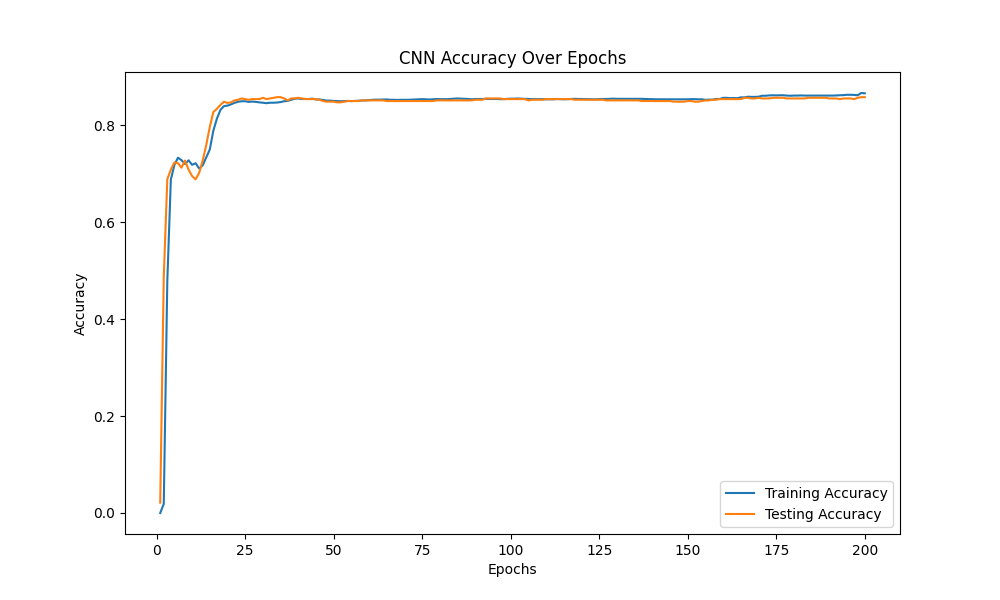 CNN Accuracy Over Epochs
Accuracy
0.8
0.6
0.4
0.2
0.0
0 25 50 75 100 125 150 175 200
Epochs
Training Accuracy
Testing Accuracy